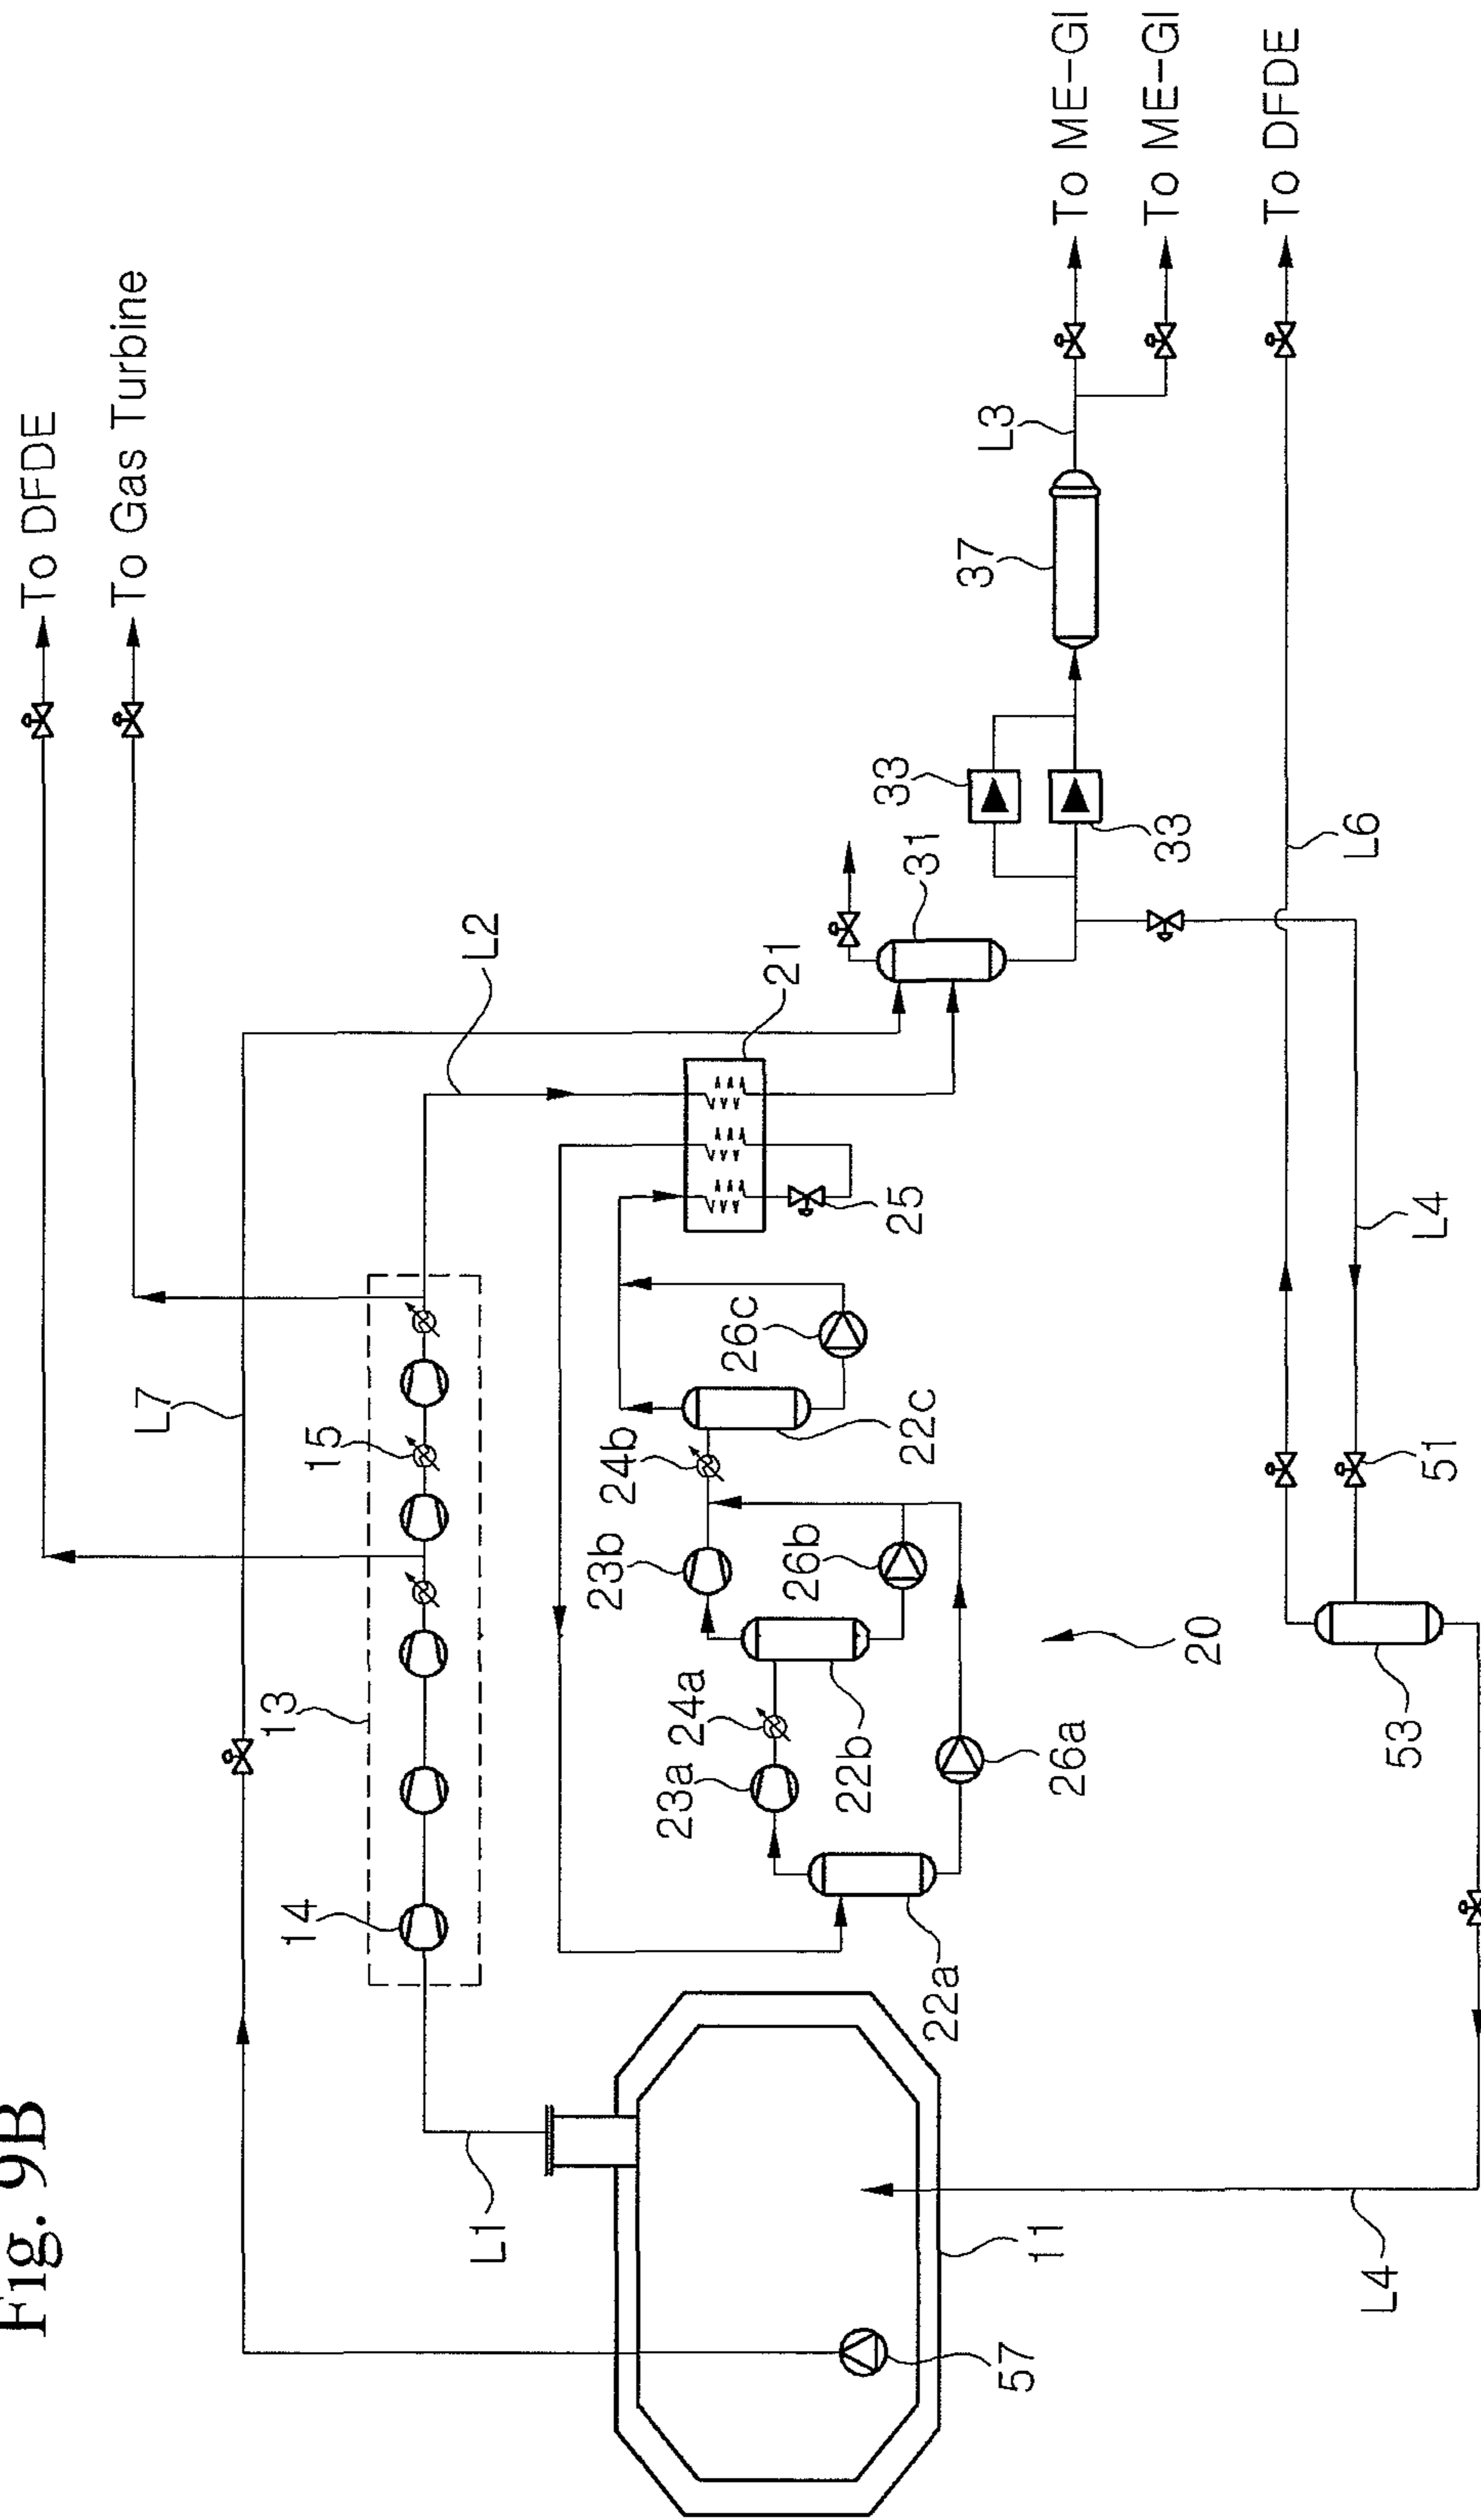 Fig. 9B
To DFDE
To Gas Turbine
L7
13
14
15
L2
L1
20
21
22a
22b
22c
23a
23b
24a
24b
25
26a
26b
26c
31
33
33
37
L3
To ME-GI
To ME-GI
To DFDE
L6
L4
51
53
L4
11
57